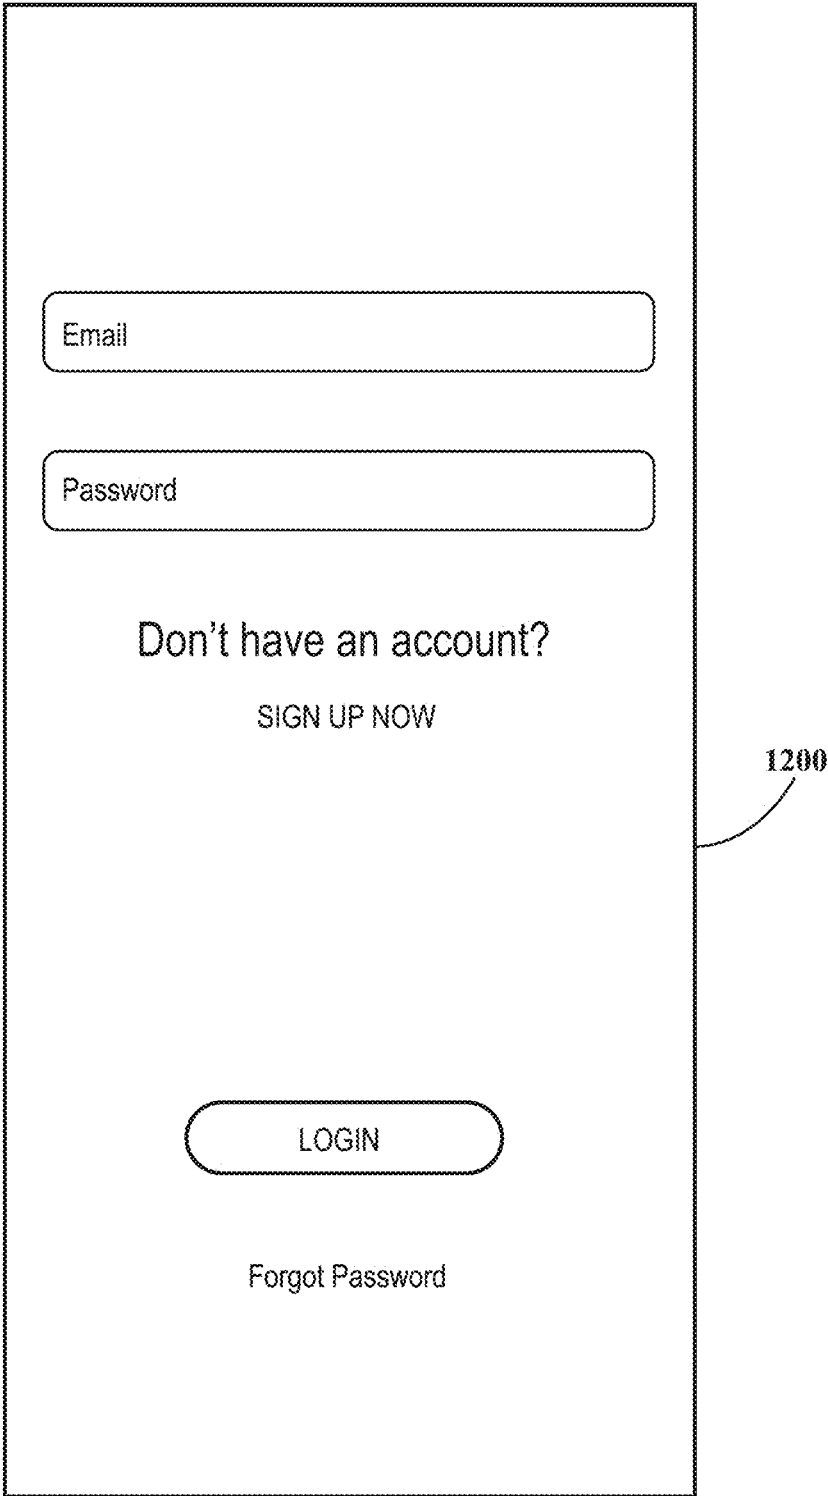 Email
Password
Don't have an account?
SIGN UP NOW
1200
LOGIN
Forgot Password